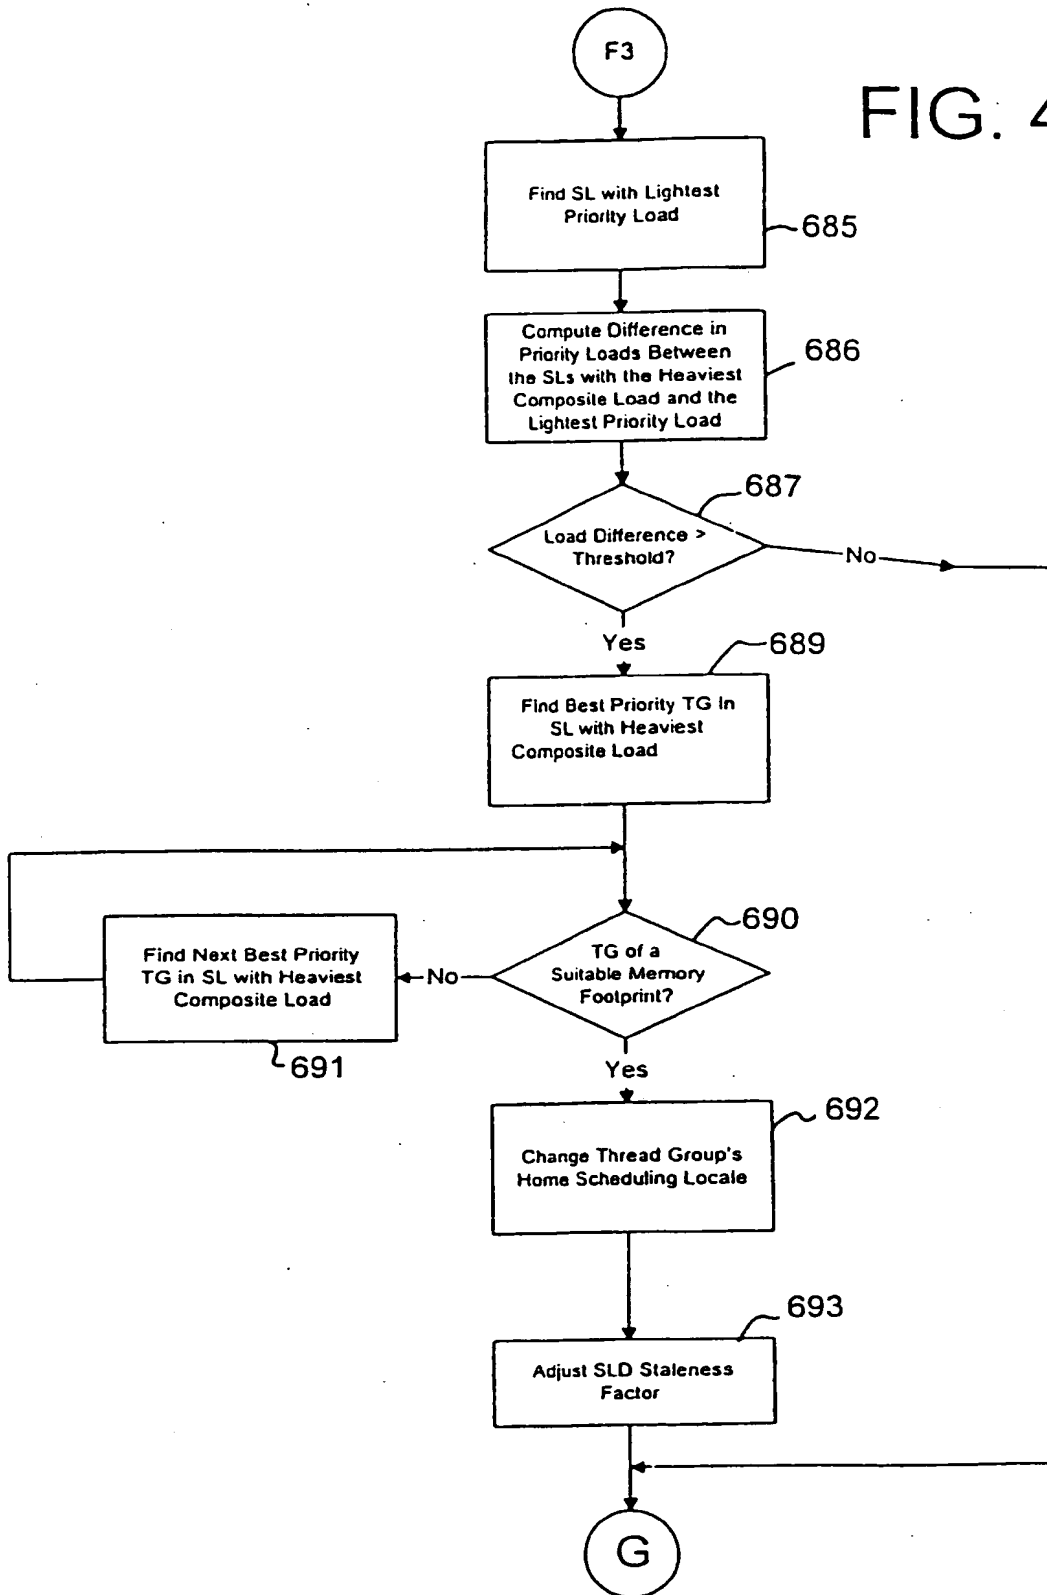 F3
FIG. 4
Find SL with Lightest
Priority Load
685
Compute Difference in
Priority Loads Between
the SLs with the Heaviest
Composite Load and the
Lightest Priority Load
686
687
Load Difference >
Threshold?
No
Yes
689
Find Best Priority TG in
SL with Heaviest
Composite Load
690
TG of a
Suitable Memory
Footprint?
No
Find Next Best Priority
TG in SL with Heaviest
Composite Load
691
Yes
692
Change Thread Group's
Home Scheduling Locale
693
Adjust SLD Staleness
Factor
G